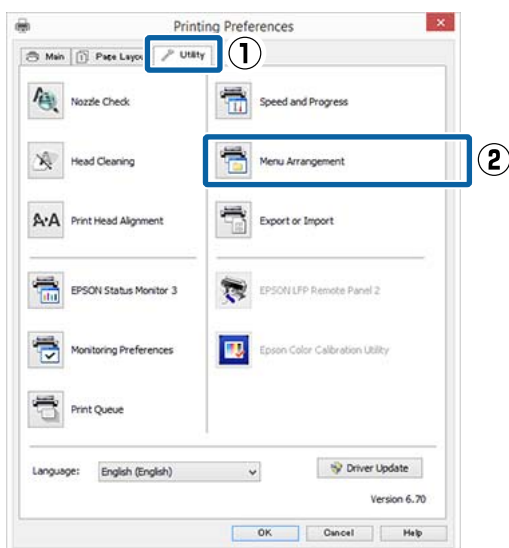 Printing Preferences
Main
Page Layou
Utility
①
Nozzle Check
Speed and Progress
Head Cleaning
Menu Arrangement
②
A·A Print Head Alignment
Export or Import
EPSON Status Monitor 3
EPSON LFP Remote Panel 2
Monitoring Preferences
Epson Color Calibration Utility
Print Queue
Language: English (English)
Driver Update
Version 6.70
OK Cancel Help